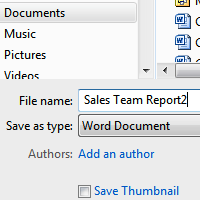 Documents
Music
Pictures
Videos
File name: Sales Team Report2
Save as type: Word Document
Authors: Add an author
Save Thumbnail